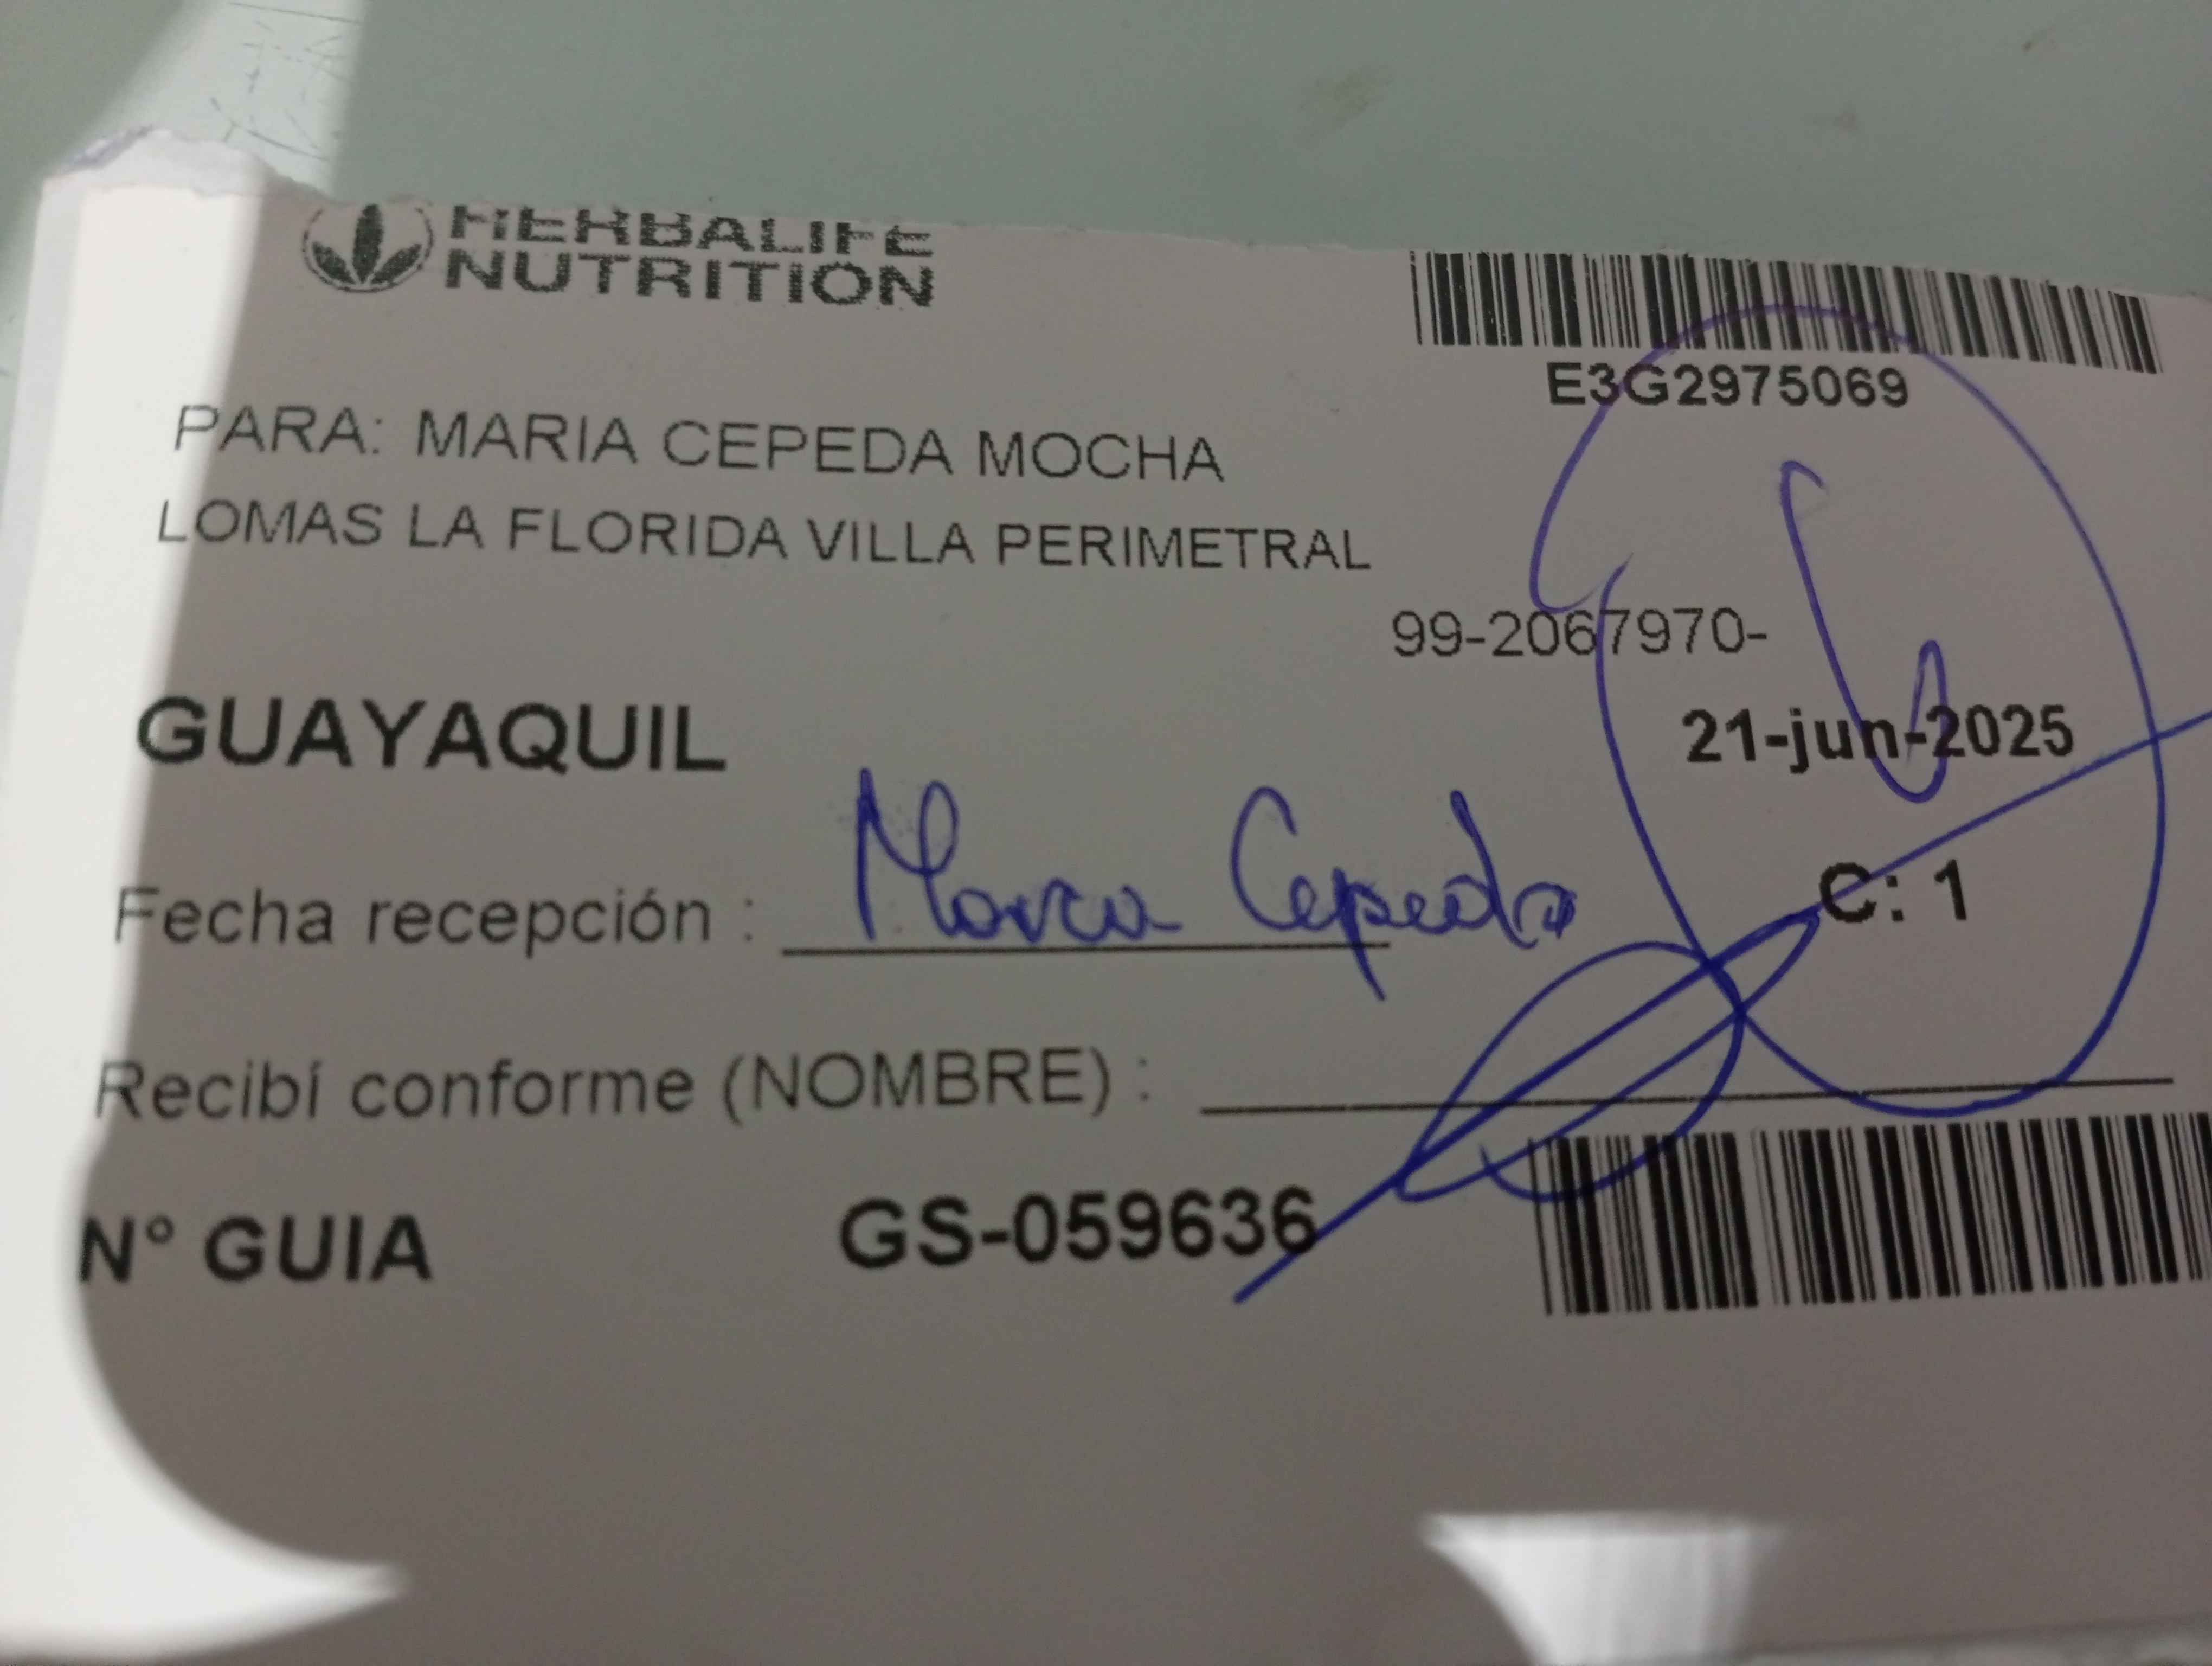 HERBALIFE
NUTRITION
E3G2975069
PARA: MARIA CEPEDA MOCHA
LOMAS LA FLORIDA VILLA PERIMETRAL
99-2067970-
GUAYAQUIL
21-jun-2025
Fecha recepción : Maria Cepeda
C: 1
Recibí conforme (NOMBRE) :
N° GUIA GS-059636